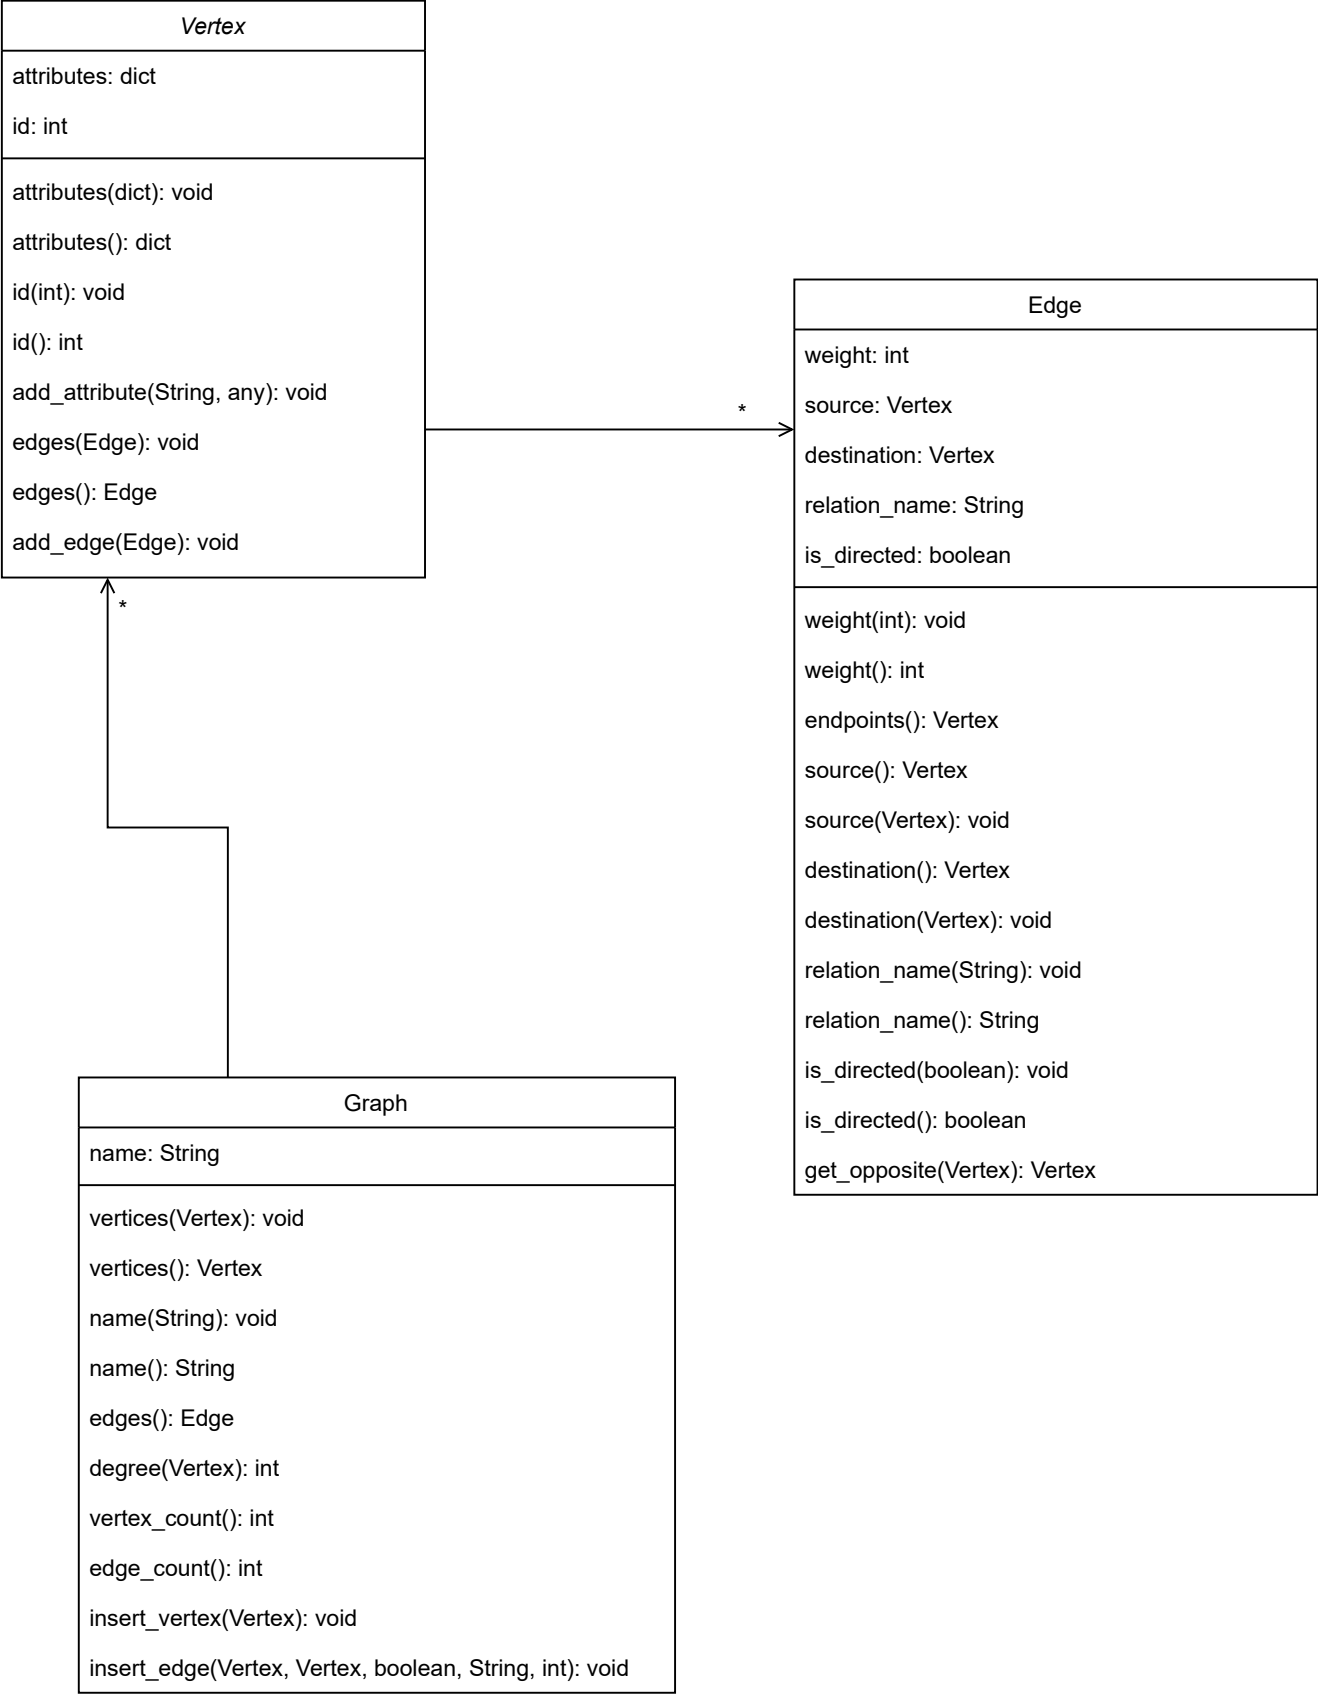 Vertex
attributes: dict
id: int
attributes(dict): void
attributes(): dict
id(int): void
id(): int
add_attribute(String, any): void
edges(Edge): void
edges(): Edge
add_edge(Edge): void
*
*
Edge
weight: int
source: Vertex
destination: Vertex
relation_name: String
is_directed: boolean
weight(int): void
weight(): int
endpoints(): Vertex
source(): Vertex
source(Vertex): void
destination(): Vertex
destination(Vertex): void
relation_name(String): void
relation_name(): String
is_directed(boolean): void
is_directed(): boolean
get_opposite(Vertex): Vertex
Graph
name: String
vertices(Vertex): void
vertices(): Vertex
name(String): void
name(): String
edges(): Edge
degree(Vertex): int
vertex_count(): int
edge_count(): int
insert_vertex(Vertex): void
insert_edge(Vertex, Vertex, boolean, String, int): void